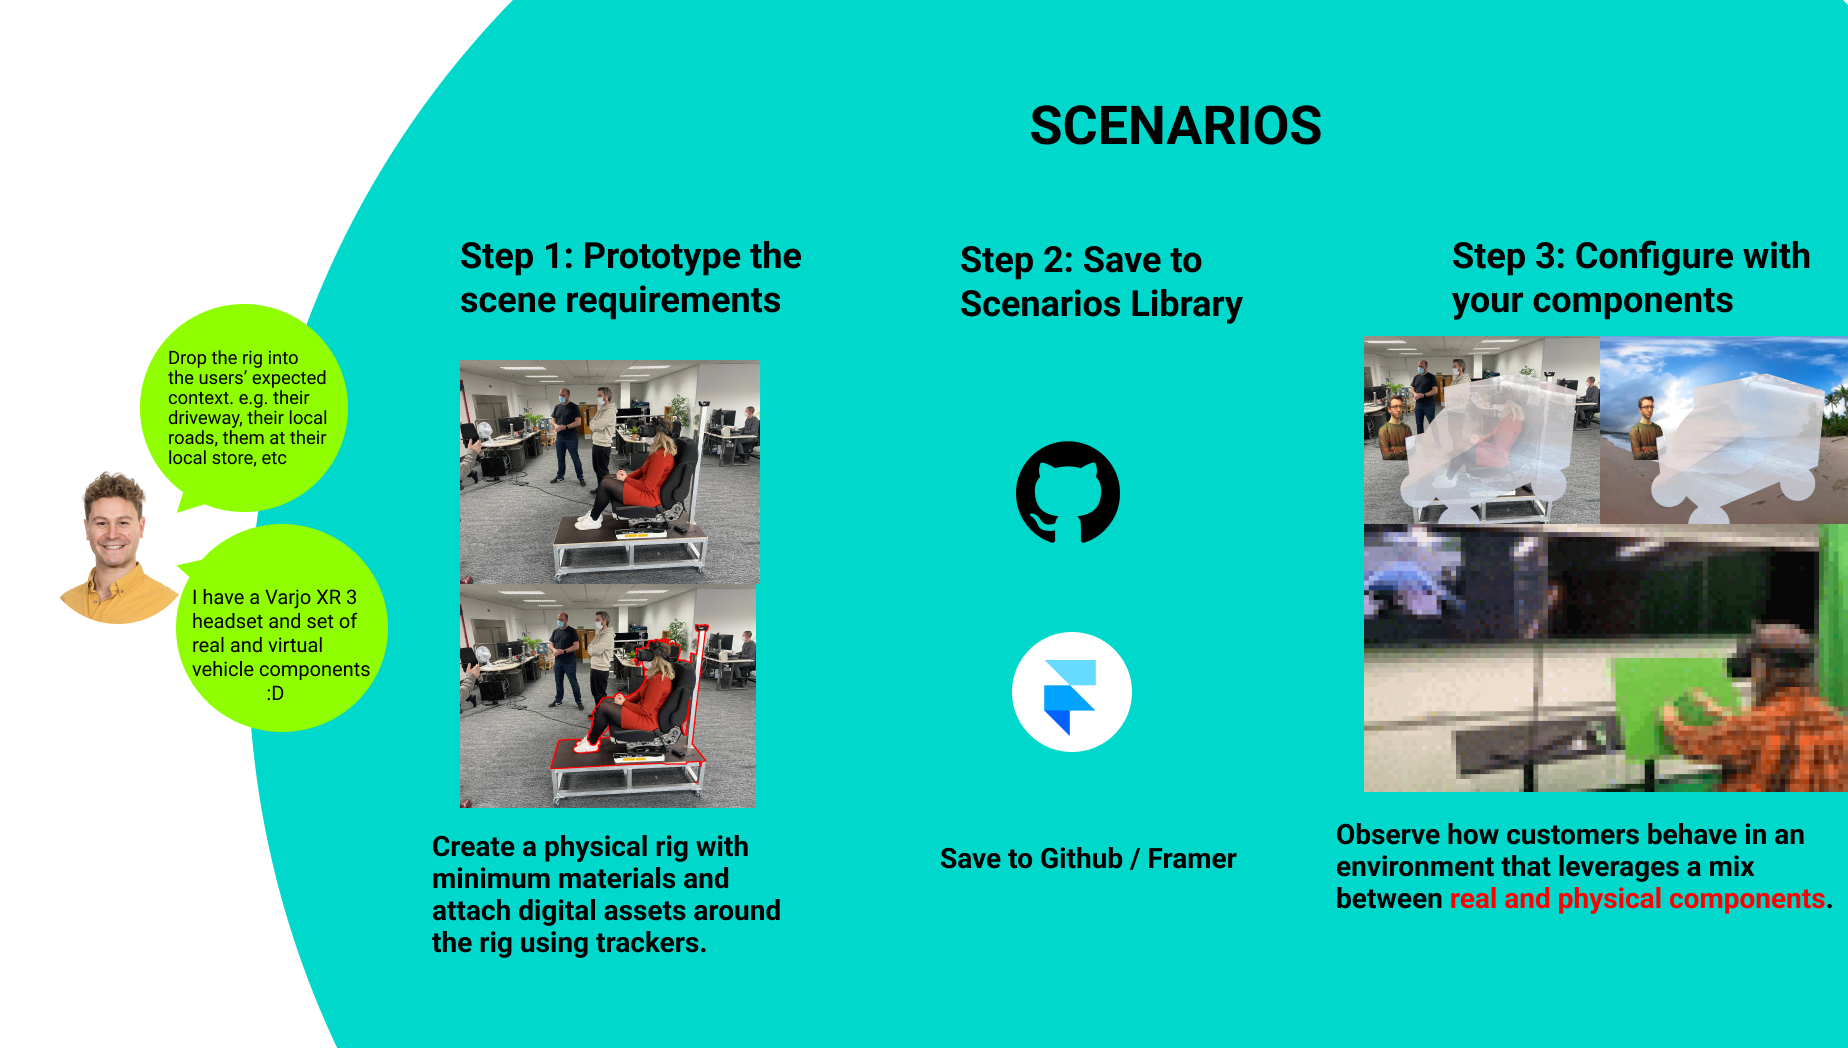 SCENARIOS
Step 1: Prototype the
scene requirements
Step 2: Save to
Scenarios Library
Step 3: Configure with
your components
Drop the rig into
the users’ expected
context. e.g. their
driveway, their local
roads, them at their
local store, etc
I have a Varjo XR 3
headset and set of
real and virtual
vehicle components
:D
Create a physical rig with
minimum materials and
attach digital assets around
the rig using trackers.
Save to Github / Framer
Observe how customers behave in an
environment that leverages a mix
between real and physical components.